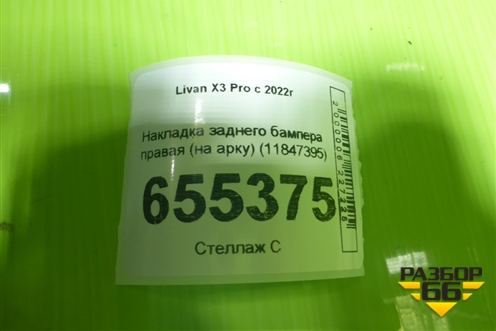 Livan X3 Pro с 2022г
Накладка заднего бампера
правая (на арку) (11847395)
655375
Стеллаж С
РАЗБОР
66